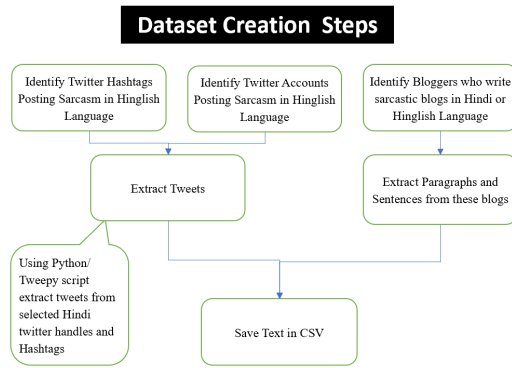 Dataset Creation Steps
Identify Twitter Hashtags
Posting Sarcasm in Hinglish
Language
Identify Twitter Accounts
Posting Sarcasm in Hinglish
Language
Identify Bloggers who write
sarcastic blogs in Hindi or
Hinglish Language
Extract Tweets
Extract Paragraphs and
Sentences from these blogs
Using Python/
Tweepy script
extract tweets from
selected Hindi
twitter handles and
Hashtags
Save Text in CSV